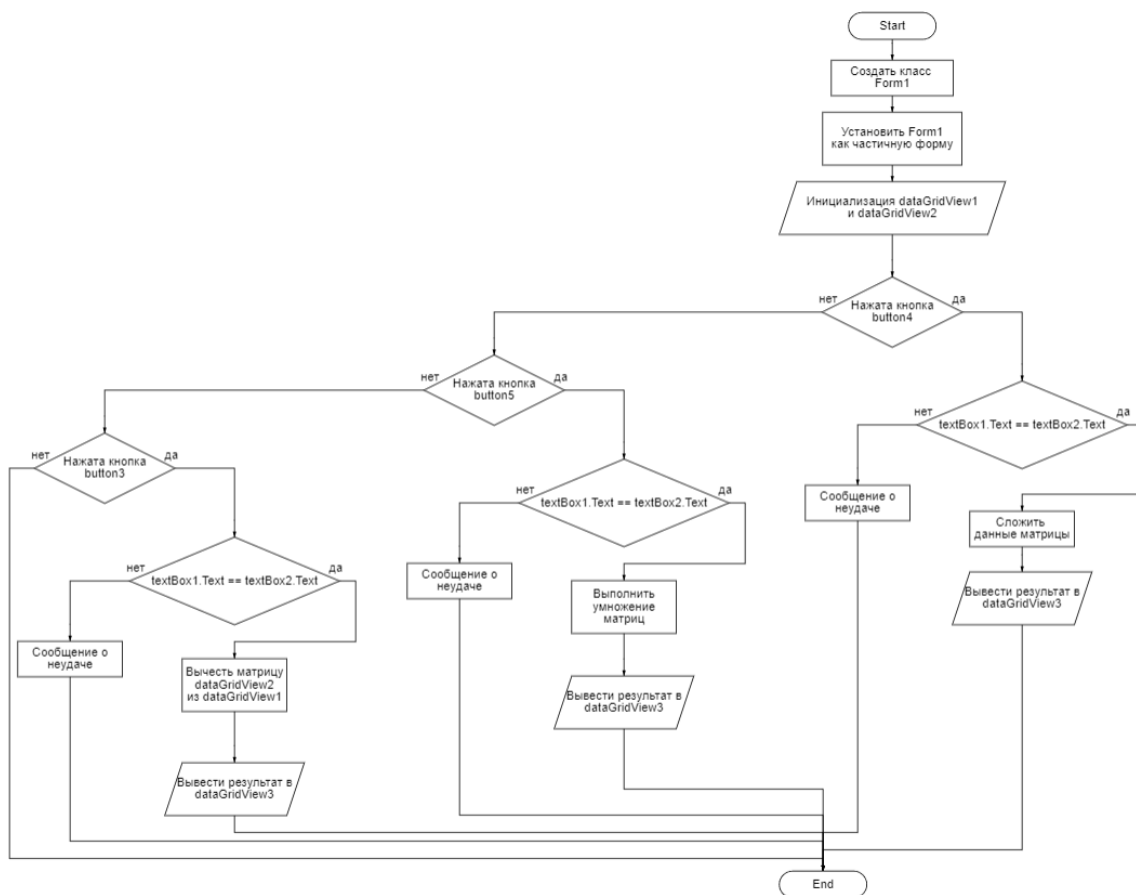 Start
Создать класс
Form1
Установить Form1
как частичную форму
Инициализация dataGridView1
и dataGridView2
нет
Нажата кнопка
button4
да
нет
Нажата кнопка
button5
да
нет
textBox1.Text == textBox2.Text
да
нет
Нажата кнопка
button3
да
нет
textBox1.Text == textBox2.Text
да
Сообщение о
неудаче
Сложить
данные матрицы
нет
textBox1.Text == textBox2.Text
да
Сообщение о
неудаче
Выполнить
умножение
матриц
Вывести результат в
dataGridView3
Сообщение о
неудаче
Вычесть матрицу
dataGridView2
из dataGridView1
Вывести результат в
dataGridView3
Вывести результат в
dataGridView3
End